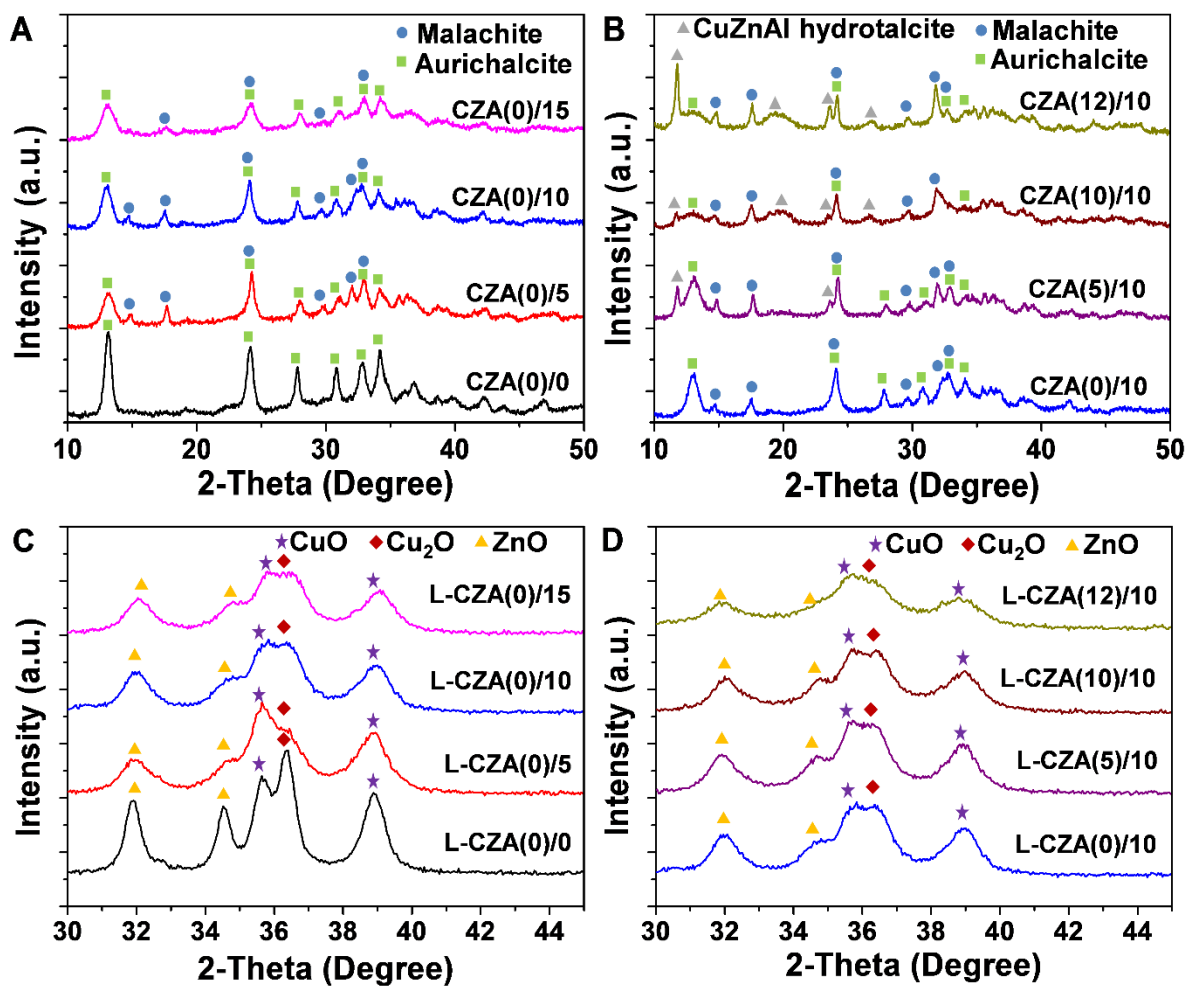 A
Malachite
Aurichalcite
CZA(0)/15
CZA(0)/10
CZA(0)/5
CZA(0)/0
Intensity (a.u.)
10 20 30 40 50
2-Theta (Degree)
B
CuZnAl hydrotalcite
Malachite
Aurichalcite
CZA(12)/10
CZA(10)/10
CZA(5)/10
CZA(0)/10
Intensity (a.u.)
10 20 30 40 50
2-Theta (Degree)
C
CuO Cu₂O ZnO
L-CZA(0)/15
L-CZA(0)/10
L-CZA(0)/5
L-CZA(0)/0
Intensity (a.u.)
30 32 34 36 38 40 42 44
2-Theta (Degree)
D
CuO Cu₂O ZnO
L-CZA(12)/10
L-CZA(10)/10
L-CZA(5)/10
L-CZA(0)/10
Intensity (a.u.)
30 32 34 36 38 40 42 44
2-Theta (Degree)